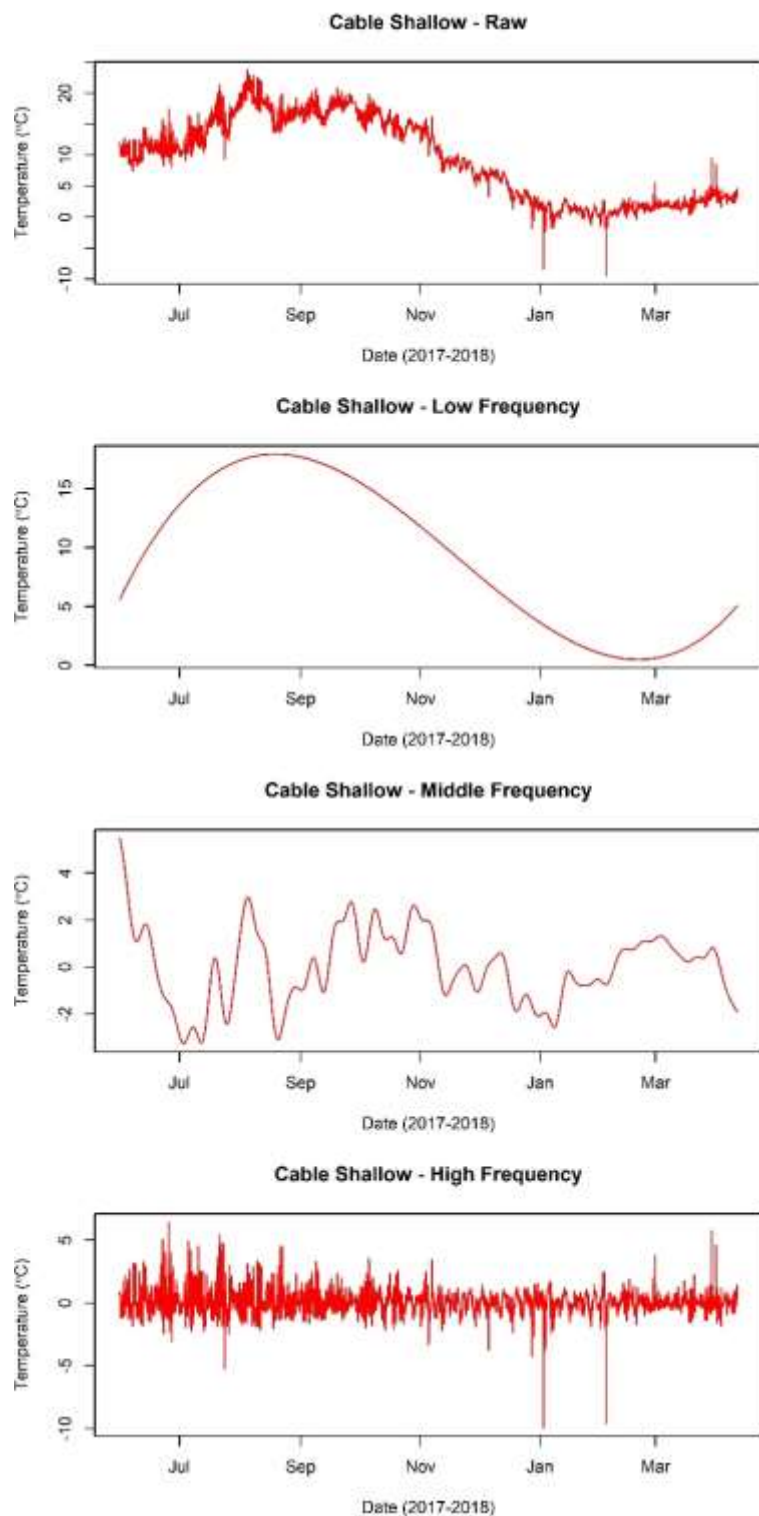 Cable Shallow - Raw
Temperature (°C)
20
10
5
0
-10
Jul Sep Nov Jan Mar
Date (2017-2018)
Cable Shallow - Low Frequency
Temperature (°C)
15
10
5
0
Jul Sep Nov Jan Mar
Date (2017-2018)
Cable Shallow - Middle Frequency
Temperature (°C)
4
2
0
-2
Jul Sep Nov Jan Mar
Date (2017-2018)
Cable Shallow - High Frequency
Temperature (°C)
5
0
-5
-10
Jul Sep Nov Jan Mar
Date (2017-2018)